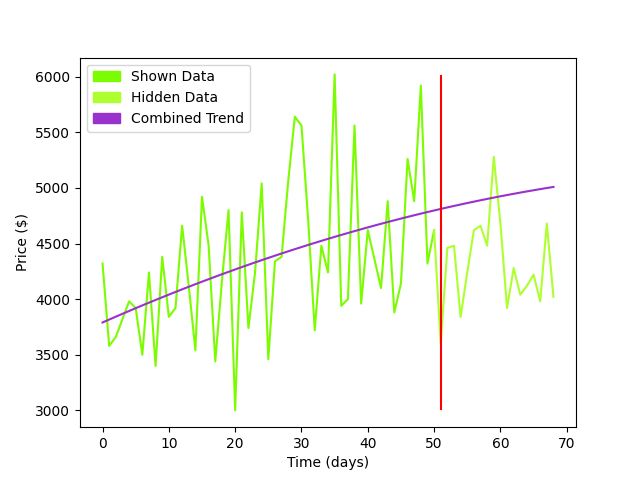 Shown Data
Hidden Data
Combined Trend
6000
5500
5000
4500
4000
3500
3000
Price ($)
0 10 20 30 40 50 60 70
Time (days)